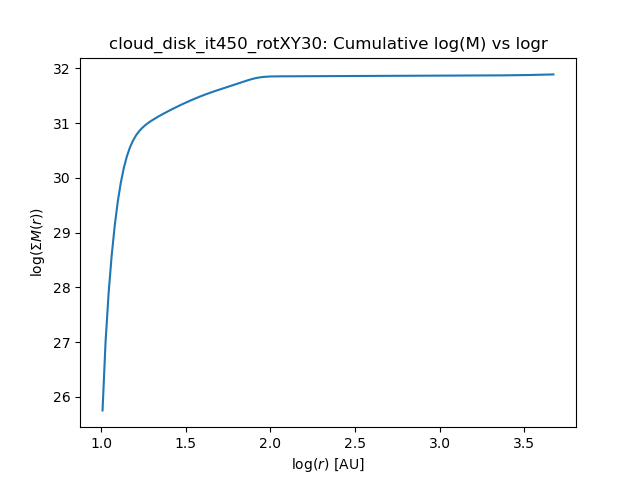 cloud_disk_it450_rotXY30: Cumulative log(M) vs logr
32
31
30
29
28
27
26
log(ΣM(r))
1.0 1.5 2.0 2.5 3.0 3.5
log(r) [AU]